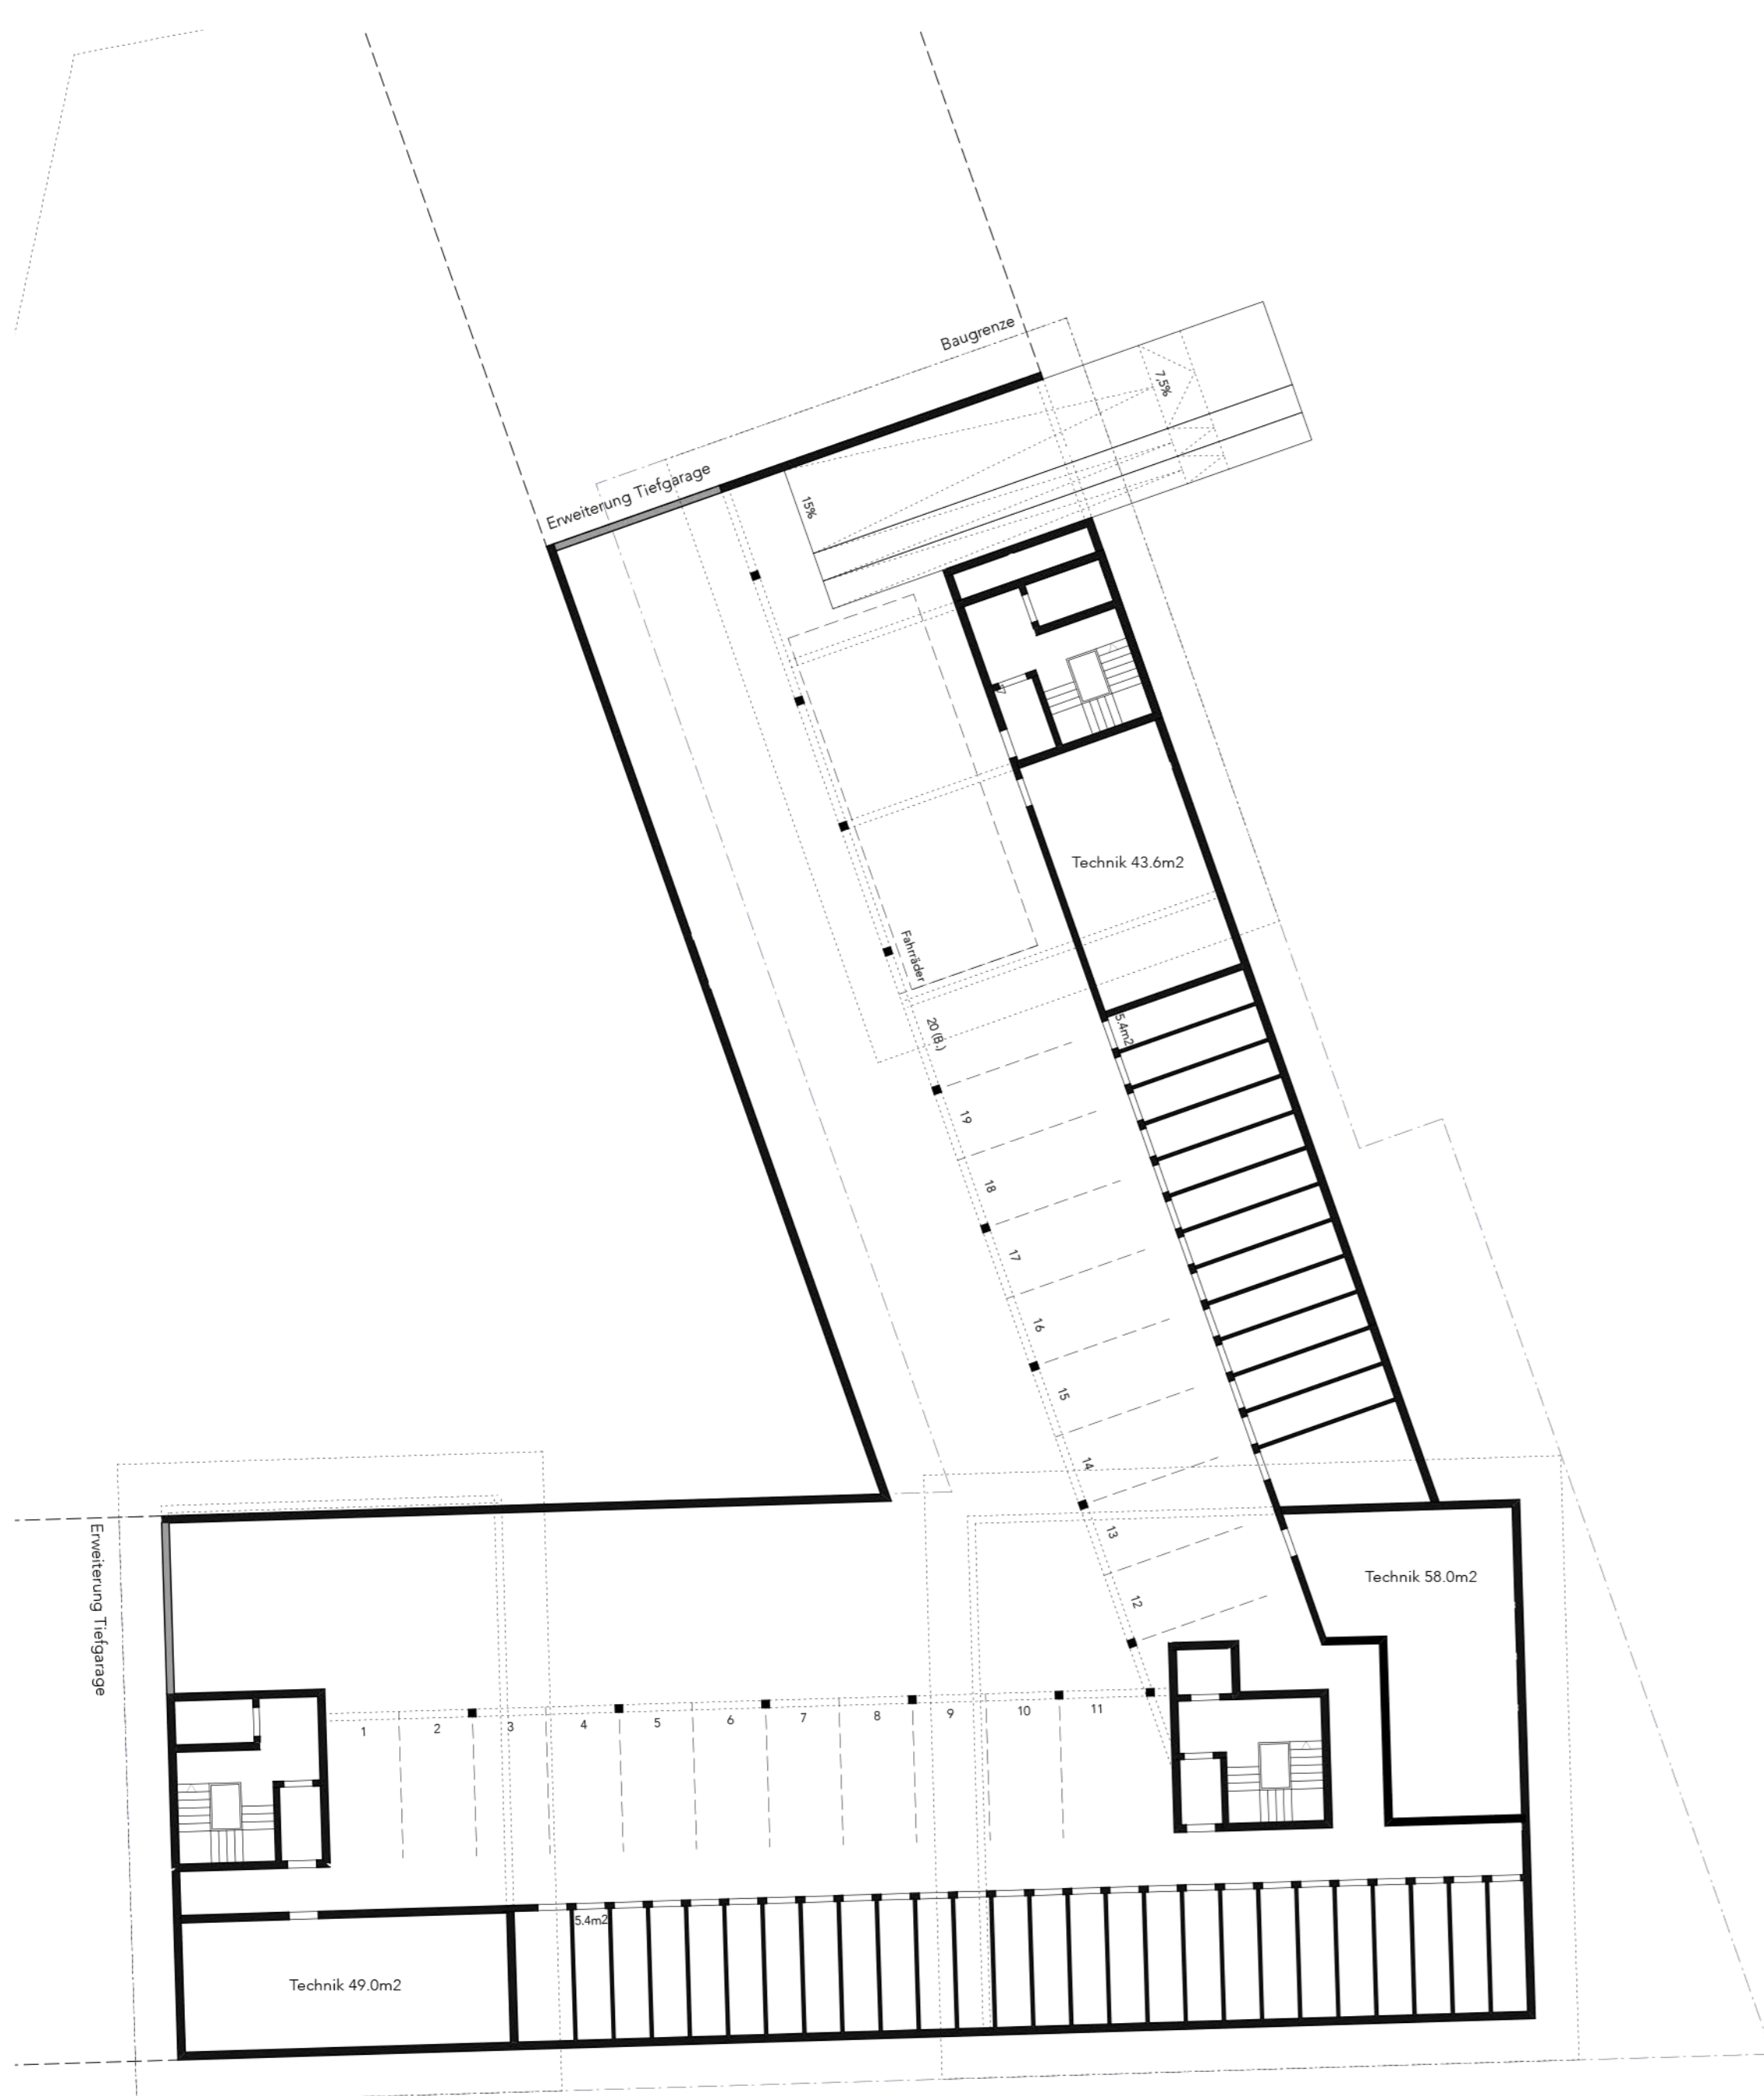 Baugrenze
7,5%
Erweiterung Tiefgarage
15%
Technik 43.6m2
Fahrräder
20 (B.)
5.4m2
19
18
17
16
15
14
13
12
Erweiterung Tiefgarage
Technik 58.0m2
1 2 3 4 5 6 7 8 9 10 11
5.4m2
Technik 49.0m2